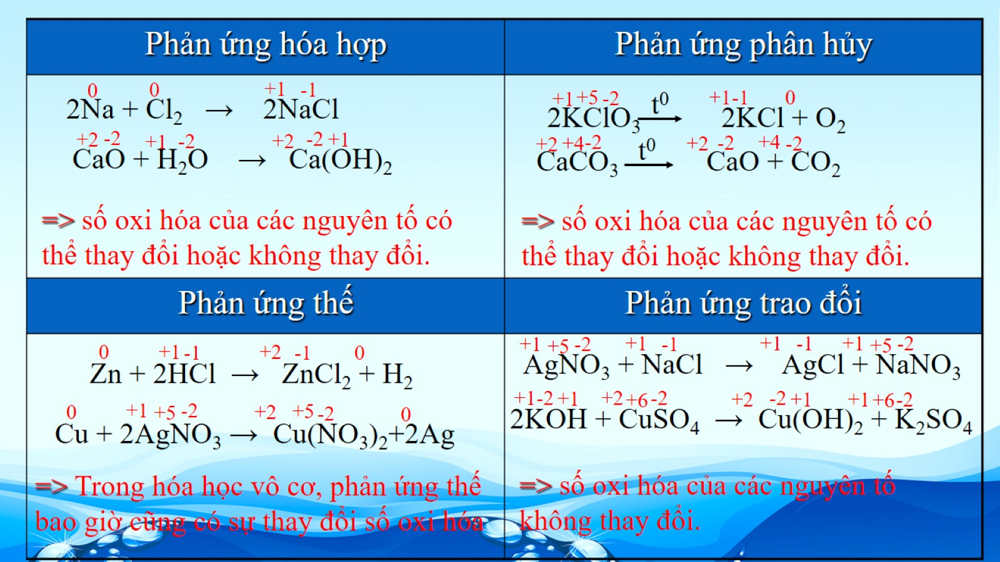 Phản ứng hóa hợp
0 0 +1 -1
2Na + Cl₂ → 2NaCl
+2 -2 +1 -2 +2 -2 +1
CaO + H₂O → Ca(OH)₂
=> số oxi hóa của các nguyên tố có
thể thay đổi hoặc không thay đổi.
Phản ứng phân hủy
+1 +5 -2 t⁰ +1 -1 0
2KClO₃ → 2KCl + O₂
+2 +4 -2 t⁰ +2 -2 +4 -2
CaCO₃ → CaO + CO₂
=> số oxi hóa của các nguyên tố có
thể thay đổi hoặc không thay đổi.
Phản ứng thế
0 +1 -1 +2 -1 0
Zn + 2HCl → ZnCl₂ + H₂
0 +1 +5 -2 +2 +5 -2 0
Cu + 2AgNO₃ → Cu(NO₃)₂+2Ag
=> Trong hóa học vô cơ, phản ứng thế
bao giờ cũng có sự thay đổi số oxi hóa
Phản ứng trao đổi
+1 +5 -2 +1 -1 +1 -1 +1 +5 -2
AgNO₃ + NaCl → AgCl + NaNO₃
+1 -2 +1 +2 +6 -2 +2 -2 +1 +1 +6 -2
2KOH + CuSO₄ → Cu(OH)₂ + K₂SO₄
=> số oxi hóa của các nguyên tố
không thay đổi.